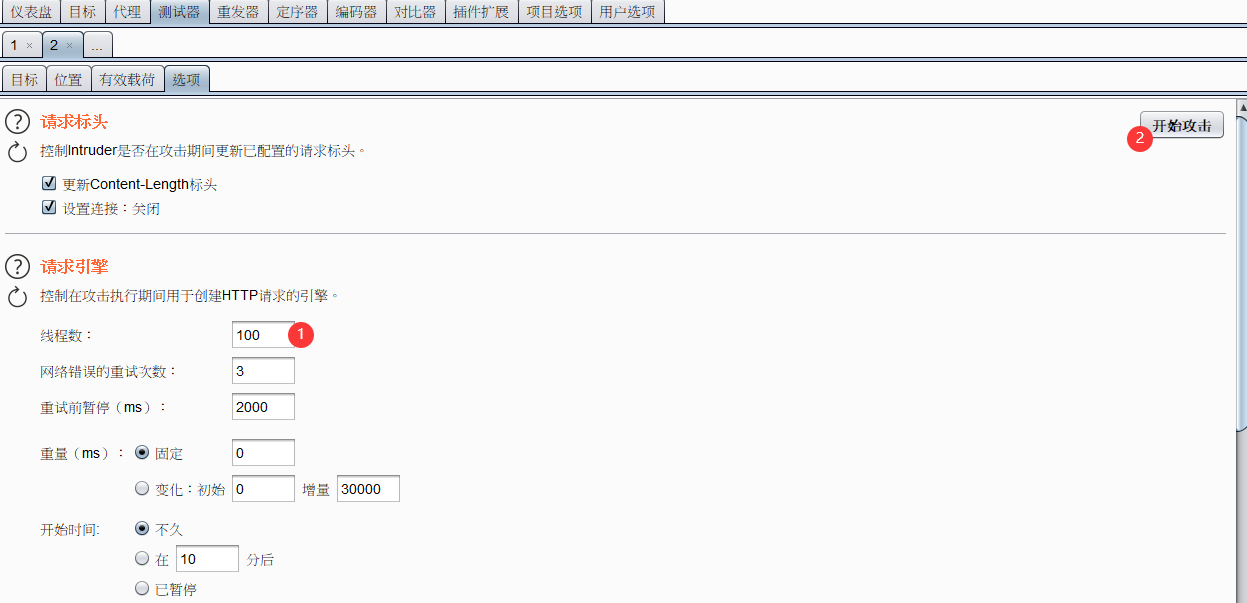 仪表盘 目标 代理 测试器 重发器 定序器 编码器 对比器 插件扩展 项目选项 用户选项
1 × 2 × ...
目标 位置 有效载荷 选项
? 请求标头 开始攻击
2
控制Intruder是否在攻击期间更新已配置的请求标头。
更新Content-Length标头
设置连接：关闭
? 请求引擎
控制在攻击执行期间用于创建HTTP请求的引擎。
线程数： 100 1
网络错误的重试次数： 3
重试前暂停（ms）： 2000
重量（ms）： 固定 0
变化：初始 0 增量 30000
开始时间: 不久
在 10 分后
已暂停